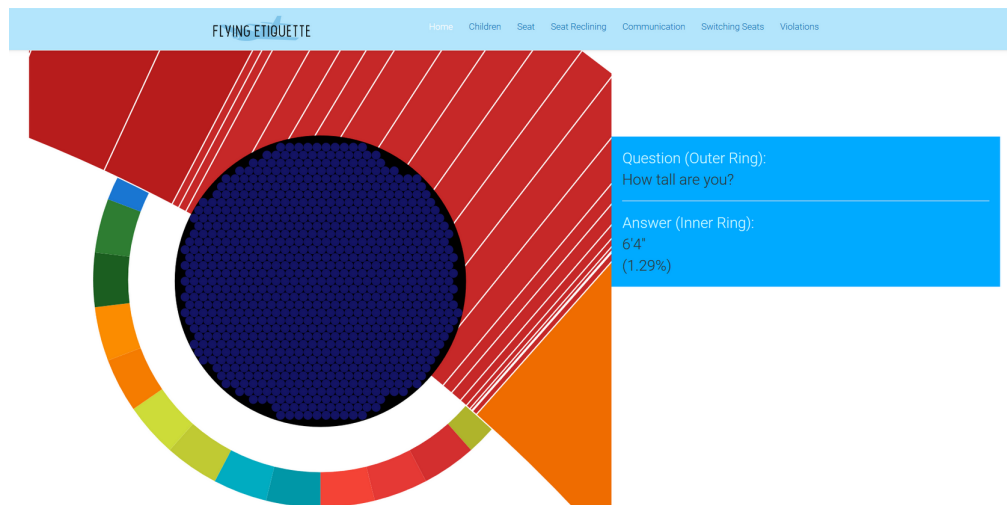 FLYING ETIQUETTE
Home Children Seat Seat Reclining Communication Switching Seats Violations
Question (Outer Ring):
How tall are you?
Answer (Inner Ring):
6'4"
(1.29%)